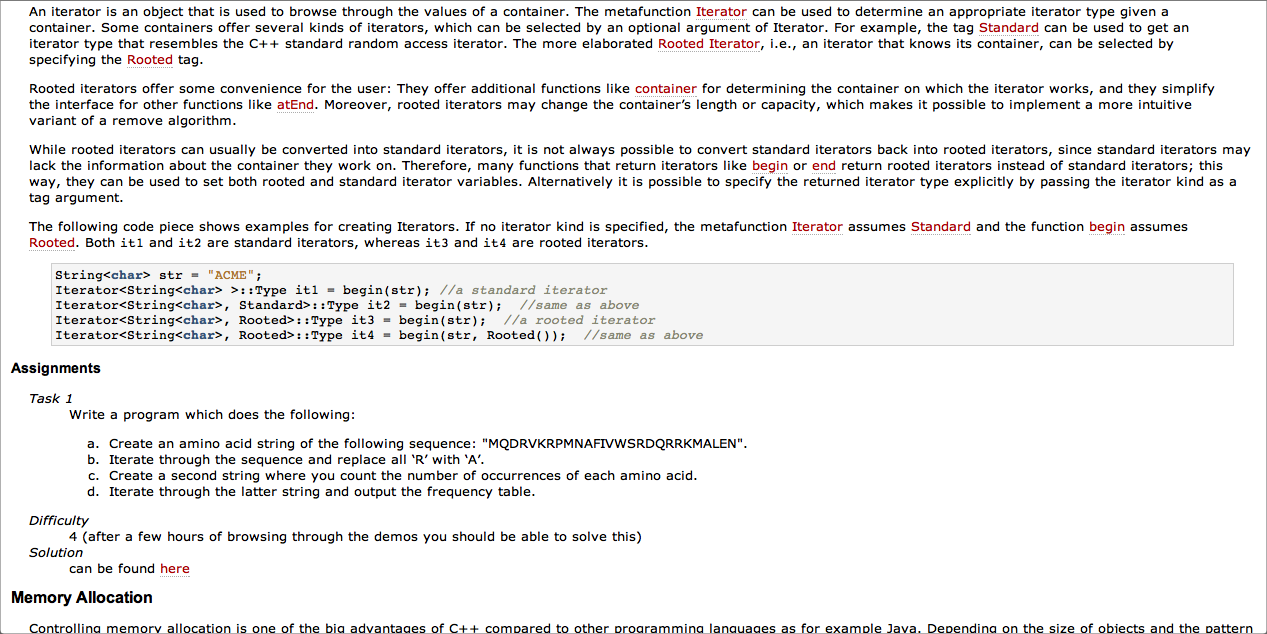 An iterator is an object that is used to browse through the values of a container. The metafunction Iterator can be used to determine an appropriate iterator type given a
container. Some containers offer several kinds of iterators, which can be selected by an optional argument of Iterator. For example, the tag Standard can be used to get an
iterator type that resembles the C++ standard random access iterator. The more elaborated Rooted Iterator, i.e., an iterator that knows its container, can be selected by
specifying the Rooted tag.
Rooted iterators offer some convenience for the user: They offer additional functions like container for determining the container on which the iterator works, and they simplify
the interface for other functions like atEnd. Moreover, rooted iterators may change the container’s length or capacity, which makes it possible to implement a more intuitive
variant of a remove algorithm.
While rooted iterators can usually be converted into standard iterators, it is not always possible to convert standard iterators back into rooted iterators, since standard iterators may
lack the information about the container they work on. Therefore, many functions that return iterators like begin or end return rooted iterators instead of standard iterators; this
way, they can be used to set both rooted and standard iterator variables. Alternatively it is possible to specify the returned iterator type explicitly by passing the iterator kind as a
tag argument.
The following code piece shows examples for creating Iterators. If no iterator kind is specified, the metafunction Iterator assumes Standard and the function begin assumes
Rooted. Both it1 and it2 are standard iterators, whereas it3 and it4 are rooted iterators.
String<char> str = "ACME";
Iterator<String<char> >::Type it1 = begin(str); //a standard iterator
Iterator<String<char>, Standard>::Type it2 = begin(str);  //same as above
Iterator<String<char>, Rooted>::Type it3 = begin(str);  //a rooted iterator
Iterator<String<char>, Rooted>::Type it4 = begin(str, Rooted());  //same as above
Assignments
Task 1
Write a program which does the following:
a. Create an amino acid string of the following sequence: "MQDRVKRPMNAFIVWSRDQRRKMALEN".
b. Iterate through the sequence and replace all ‘R’ with ‘A’.
c. Create a second string where you count the number of occurrences of each amino acid.
d. Iterate through the latter string and output the frequency table.
Difficulty
4 (after a few hours of browsing through the demos you should be able to solve this)
Solution
can be found here
Memory Allocation
Controlling memory allocation is one of the big advantages of C++ compared to other programming languages as for example Java. Depending on the size of objects and the pattern